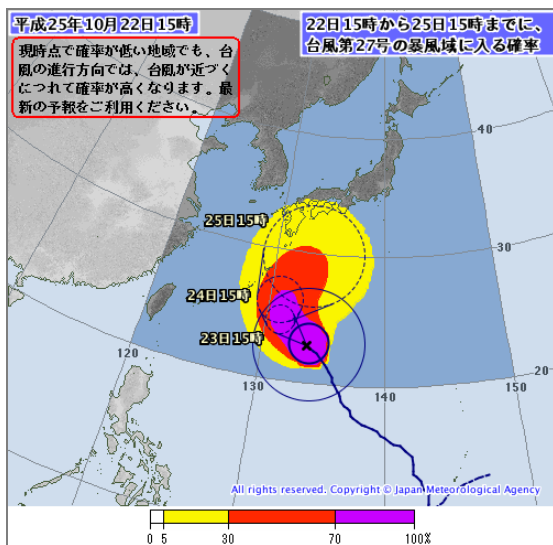 平成25年10月22日15時
22日15時から25日15時までに、
台風第27号の暴風域に入る確率
現時点で確率が低い地域でも、台
風の進行方向では、台風が近づく
につれて確率が高くなります。最
新の予報をご利用ください。
40
25日15時
30
24日15時
23日15時
120
130
140
150
20
All rights reserved. Copyright © Japan Meteorological Agency
0 5 30 70 100%